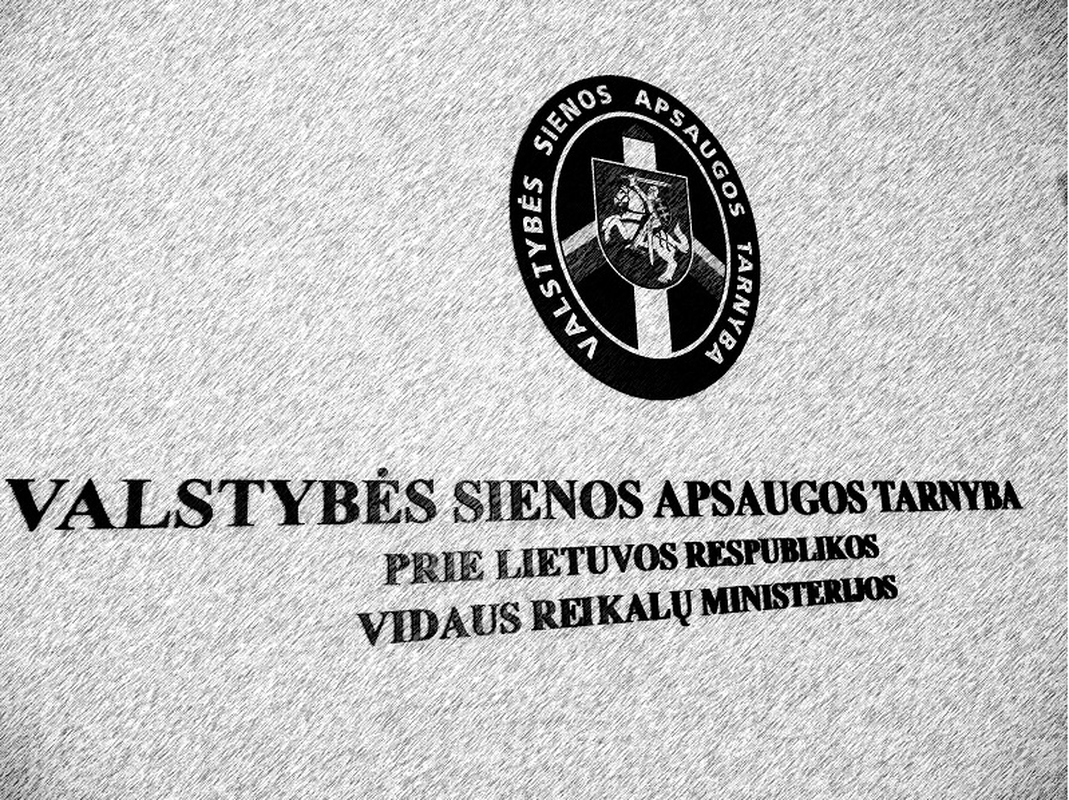 VALSTYBĖS SIENOS APSAUGOS TARNYBA
VALSTYBĖS SIENOS APSAUGOS TARNYBA
PRIE LIETUVOS RESPUBLIKOS
VIDAUS REIKALŲ MINISTERIJOS